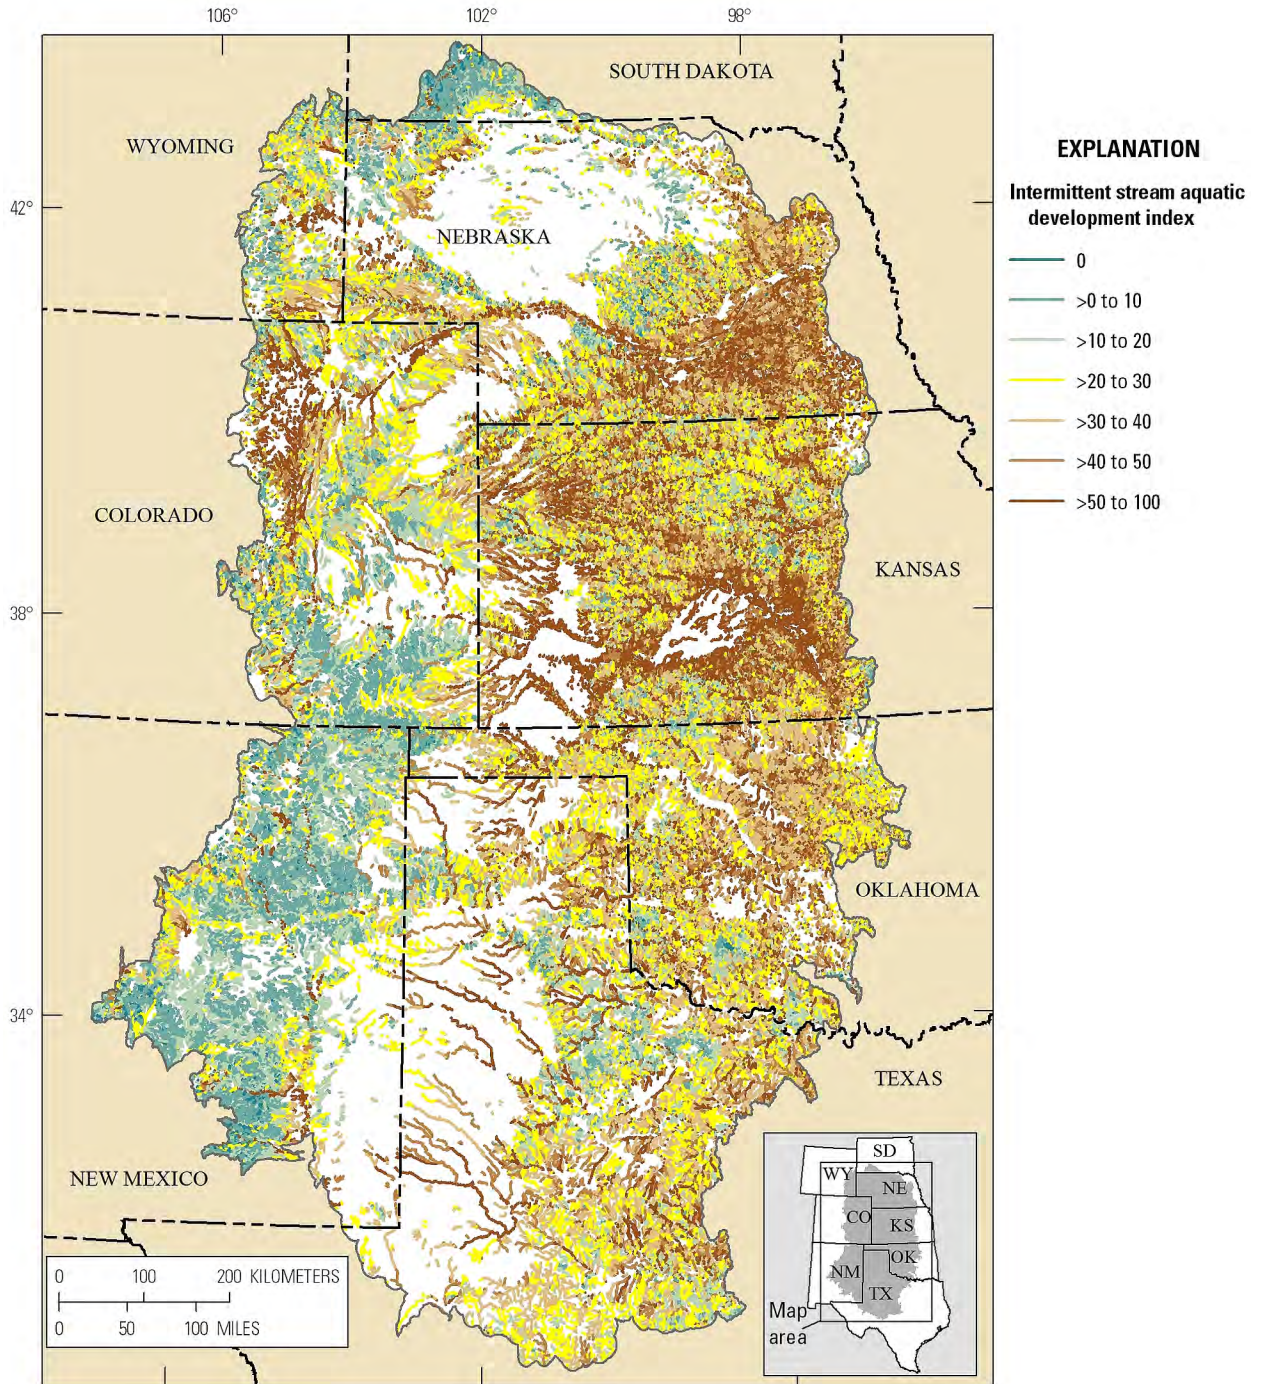 106°
102°
98°
SOUTH DAKOTA
WYOMING
42°
NEBRASKA
COLORADO
KANSAS
38°
OKLAHOMA
34°
TEXAS
NEW MEXICO
EXPLANATION
Intermittent stream aquatic
development index
0
>0 to 10
>10 to 20
>20 to 30
>30 to 40
>40 to 50
>50 to 100
0 100 200 KILOMETERS
0 50 100 MILES
SD
WY
NE
CO
KS
OK
NM
TX
Map
area